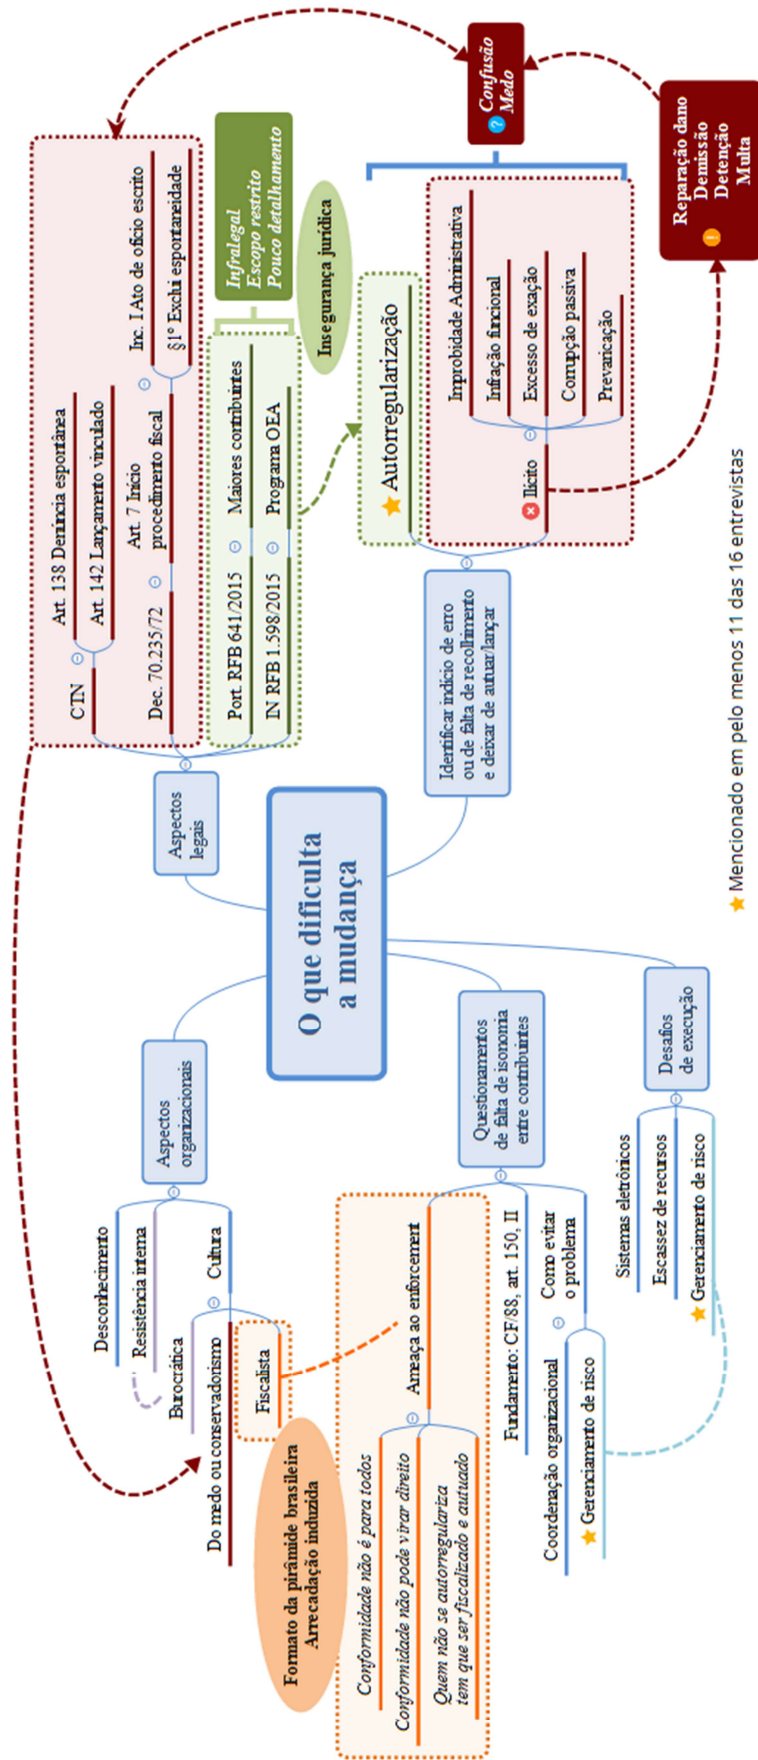 O que dificulta
a mudança
Aspectos
legais
CTN
Art. 138 Denúncia espontânea
Art. 142 Lançamento vinculado
Dec. 70.235/72
Art. 7 Início
procedimento fiscal
Inc. I Ato de ofício escrito
§1º Exclui espontaneidade
Port. RFB 641/2015
Maiores contribuintes
IN RFB 1.598/2015
Programa OEA
Infralegal
Escopo restrito
Pouco detalhamento
Insegurança jurídica
Identificar indício de erro
ou de falta de recolhimento
e deixar de autuar/lançar
Autorregularização
Ilícito
Improbidade Administrativa
Infração funcional
Excesso de exação
Corrupção passiva
Prevaricação
Confusão
Medo
Reparação dano
Demissão
Detenção
Multa
Aspectos
organizacionais
Desconhecimento
Resistência interna
Cultura
Burocrática
Do medo ou conservadorismo
Fiscalista
Formato da pirâmide brasileira
Arrecadação induzida
Questionamentos
de falta de isonomia
entre contribuintes
Ameaça ao enforcement
Conformidade não é para todos
Conformidade não pode virar direito
Quem não se autorregulariza
tem que ser fiscalizado e autuado
Fundamento: CF/88, art. 150, II
Como evitar
o problema
Coordenação organizacional
Gerenciamento de risco
Desafios
de execução
Sistemas eletrônicos
Escassez de recursos
Gerenciamento de risco
Mencionado em pelo menos 11 das 16 entrevistas